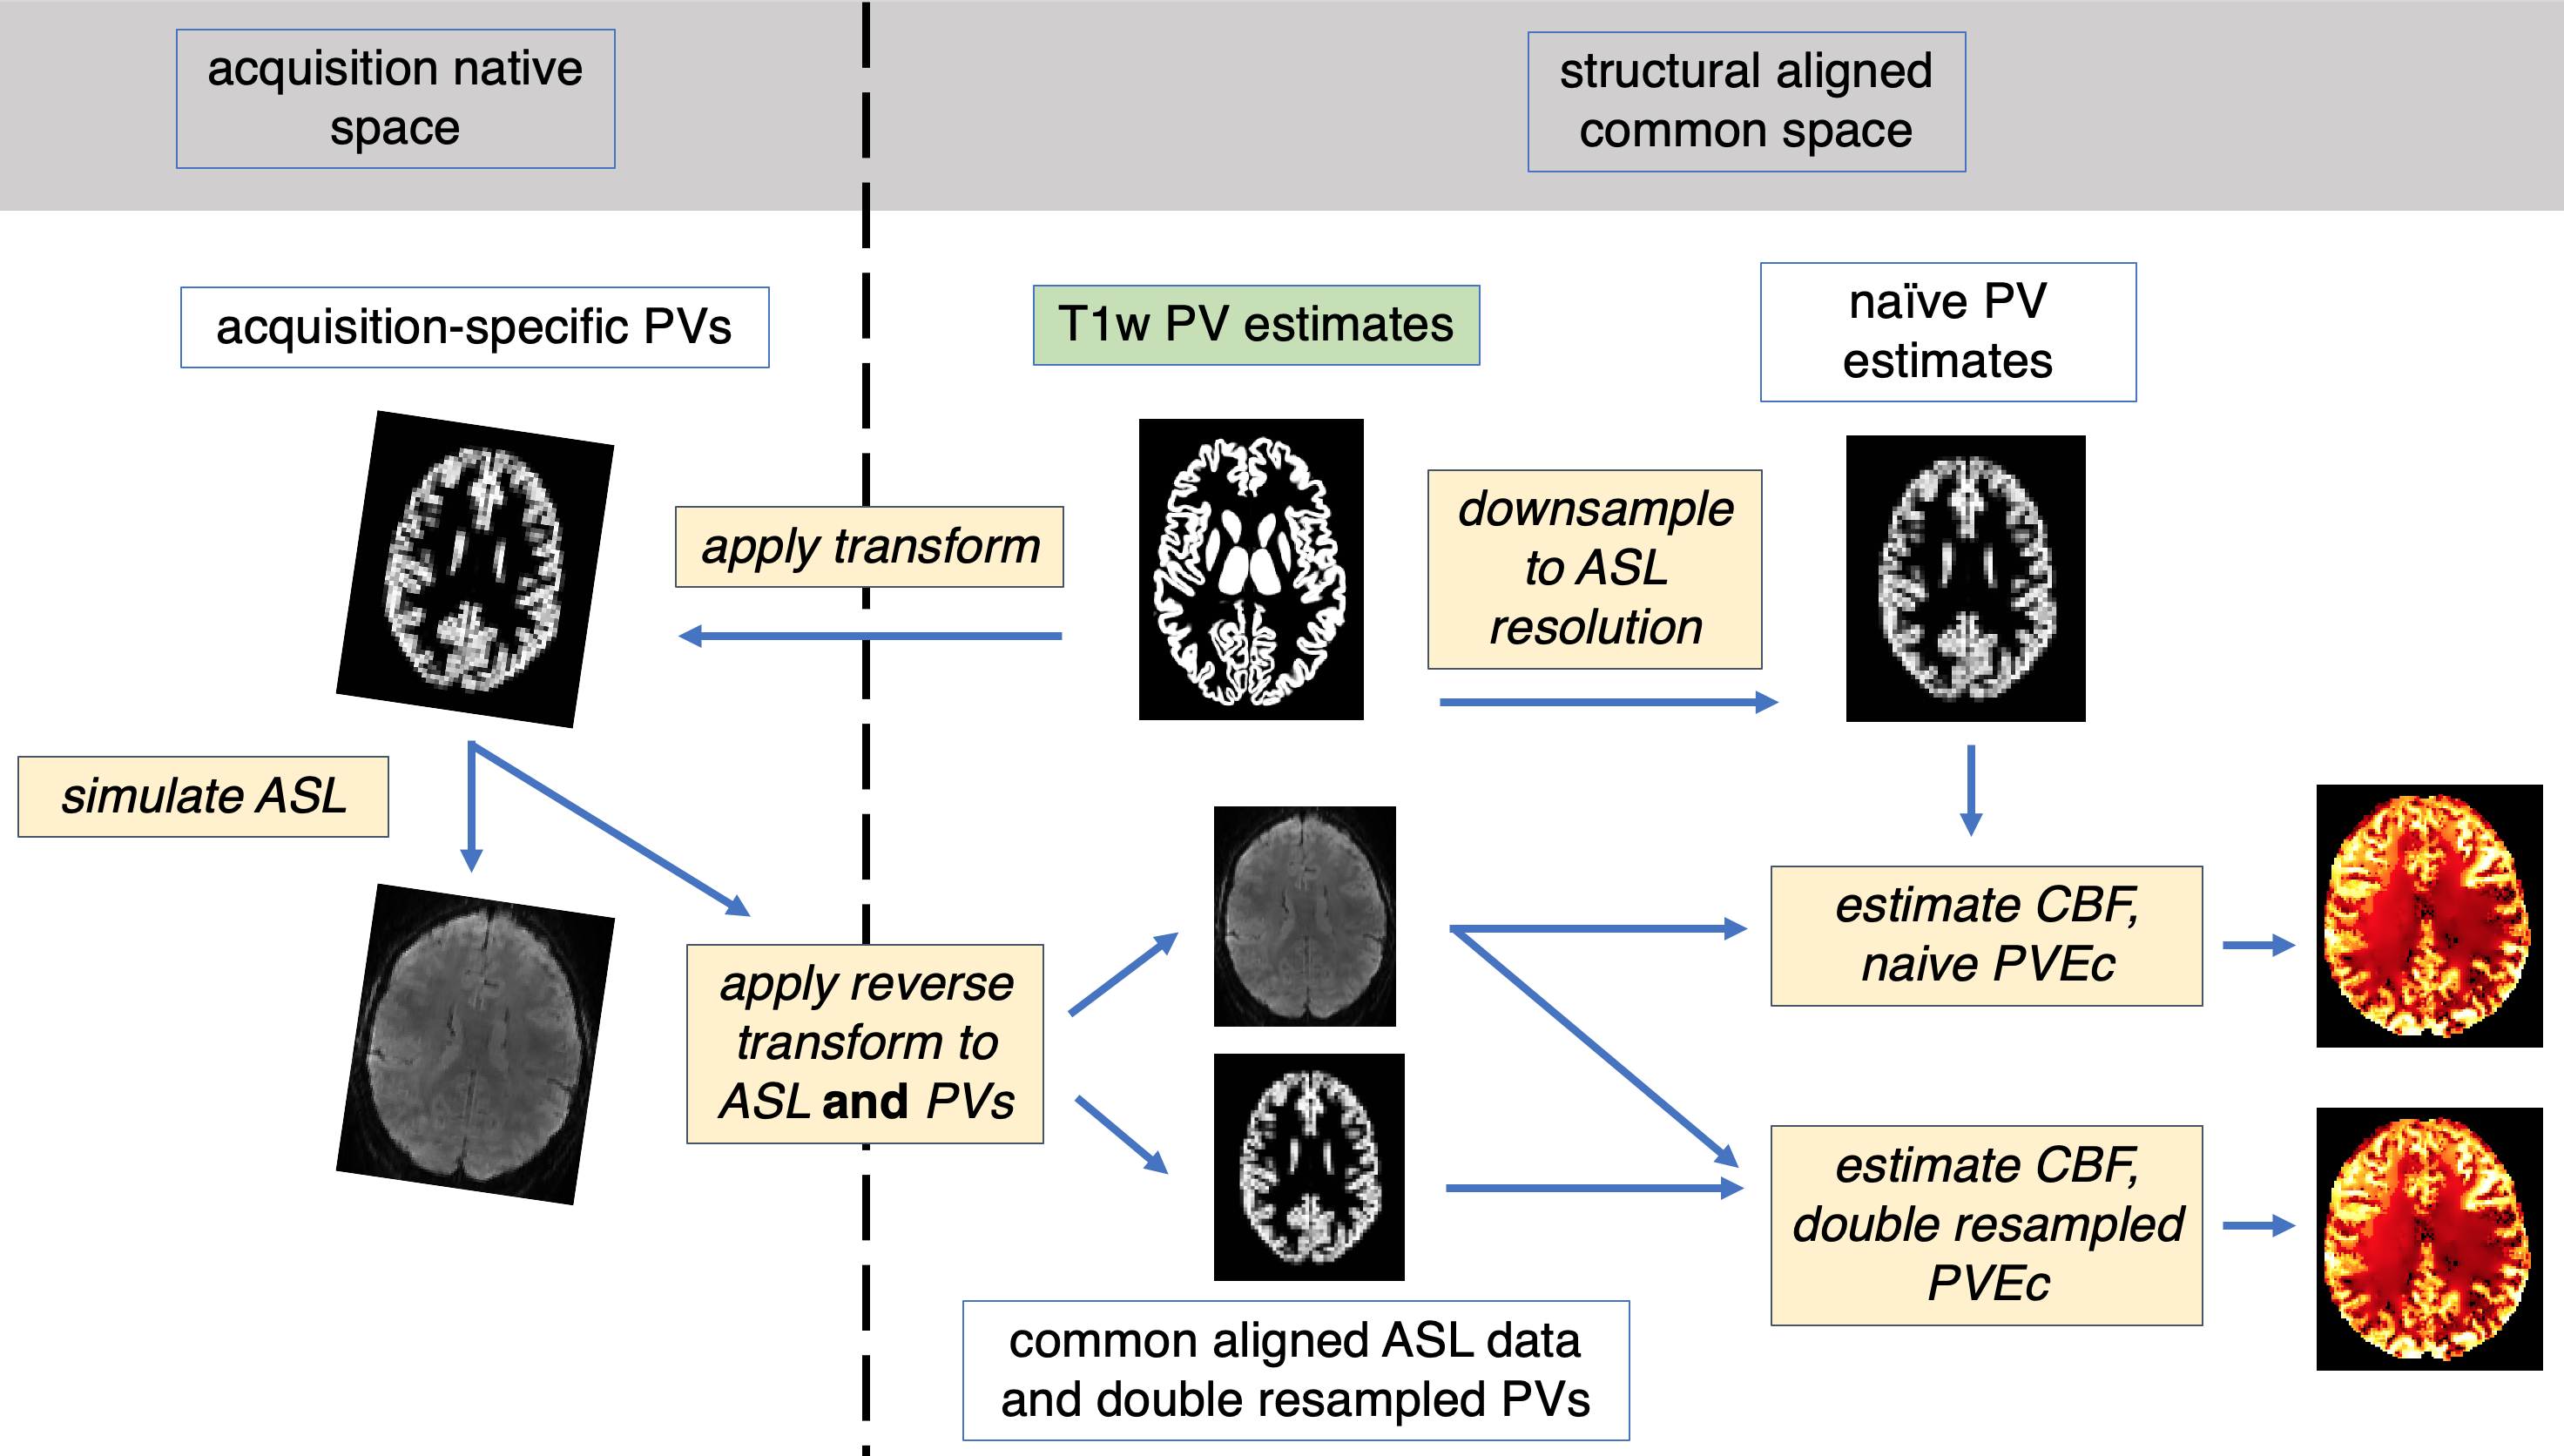 acquisition native
space
structural aligned
common space
acquisition-specific PVs
T1w PV estimates
naïve PV
estimates
apply transform
downsample
to ASL
resolution
simulate ASL
apply reverse
transform to
ASL and PVs
estimate CBF,
naive PVEc
estimate CBF,
double resampled
PVEc
common aligned ASL data
and double resampled PVs